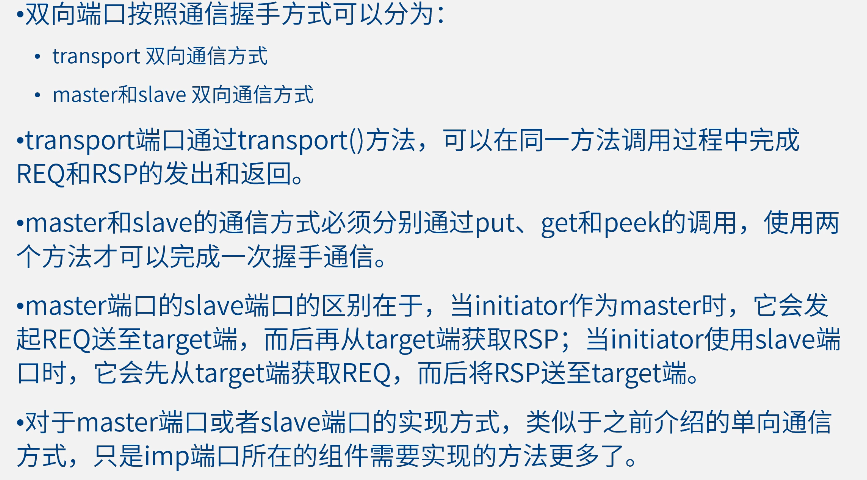 •双向端口按照通信握手方式可以分为：
• transport 双向通信方式
• master和slave 双向通信方式
•transport端口通过transport()方法，可以在同一方法调用过程中完成
REQ和RSP的发出和返回。
•master和slave的通信方式必须分别通过put、get和peek的调用，使用两
个方法才可以完成一次握手通信。
•master端口的slave端口的区别在于，当initiator作为master时，它会发
起REQ送至target端，而后再从target端获取RSP；当initiator使用slave端
口时，它会先从target端获取REQ，而后将RSP送至target端。
•对于master端口或者slave端口的实现方式，类似于之前介绍的单向通信
方式，只是imp端口所在的组件需要实现的方法更多了。